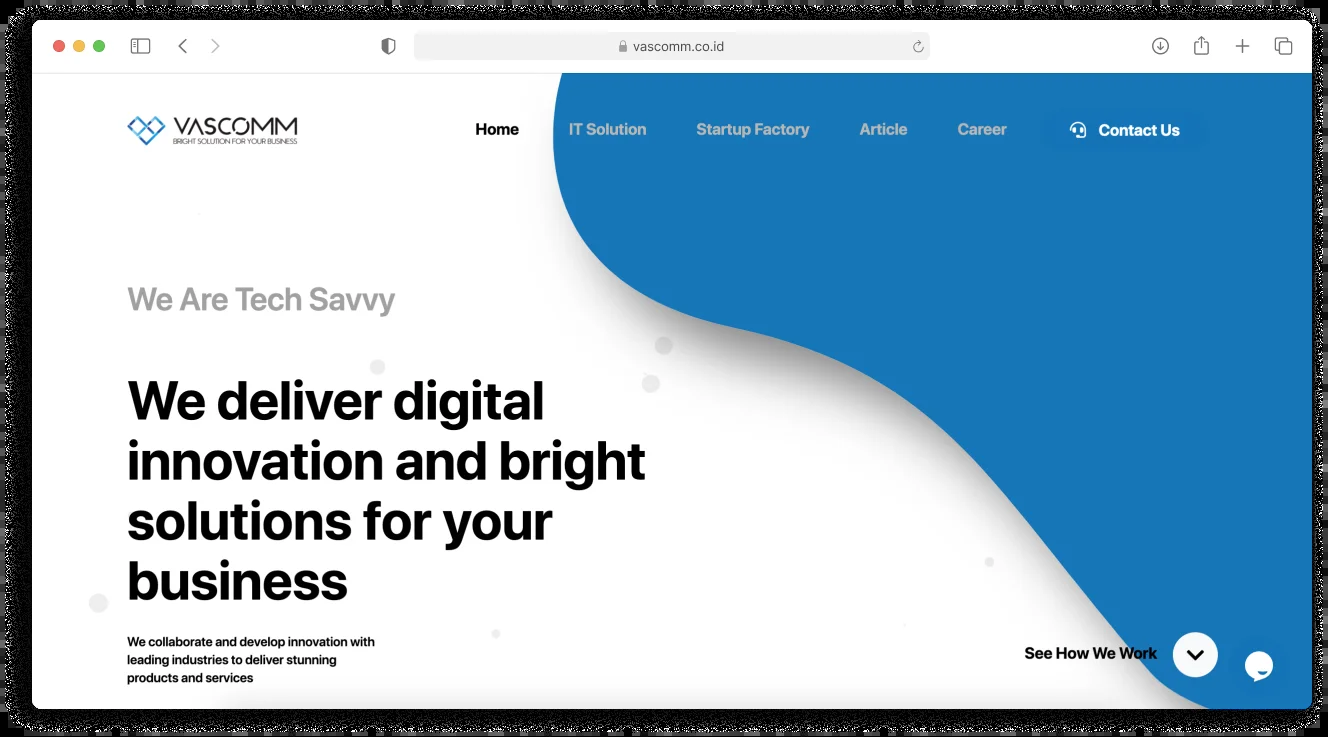 vascomm.co.id
VASCOMM
BRIGHT SOLUTION FOR YOUR BUSINESS
Home
IT Solution
Startup Factory
Article
Career
Contact Us
We Are Tech Savvy
We deliver digital
innovation and bright
solutions for your
business
We collaborate and develop innovation with
leading industries to deliver stunning
products and services
See How We Work